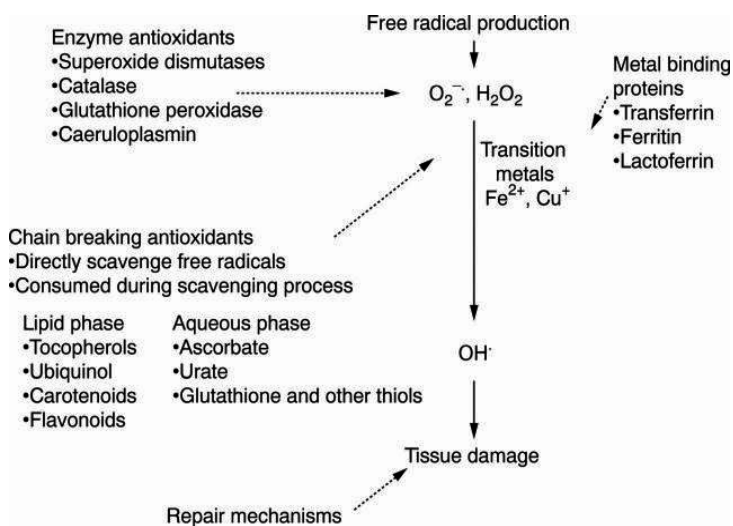 Free radical production
Enzyme antioxidants
•Superoxide dismutases
•Catalase
•Glutathione peroxidase
•Caeruloplasmin
O₂⁻˙, H₂O₂
Metal binding
proteins
•Transferrin
•Ferritin
•Lactoferrin
Transition
metals
Fe²⁺, Cu⁺
Chain breaking antioxidants
•Directly scavenge free radicals
•Consumed during scavenging process
Lipid phase
•Tocopherols
•Ubiquinol
•Carotenoids
•Flavonoids
Aqueous phase
•Ascorbate
•Urate
•Glutathione and other thiols
OH˙
Tissue damage
Repair mechanisms